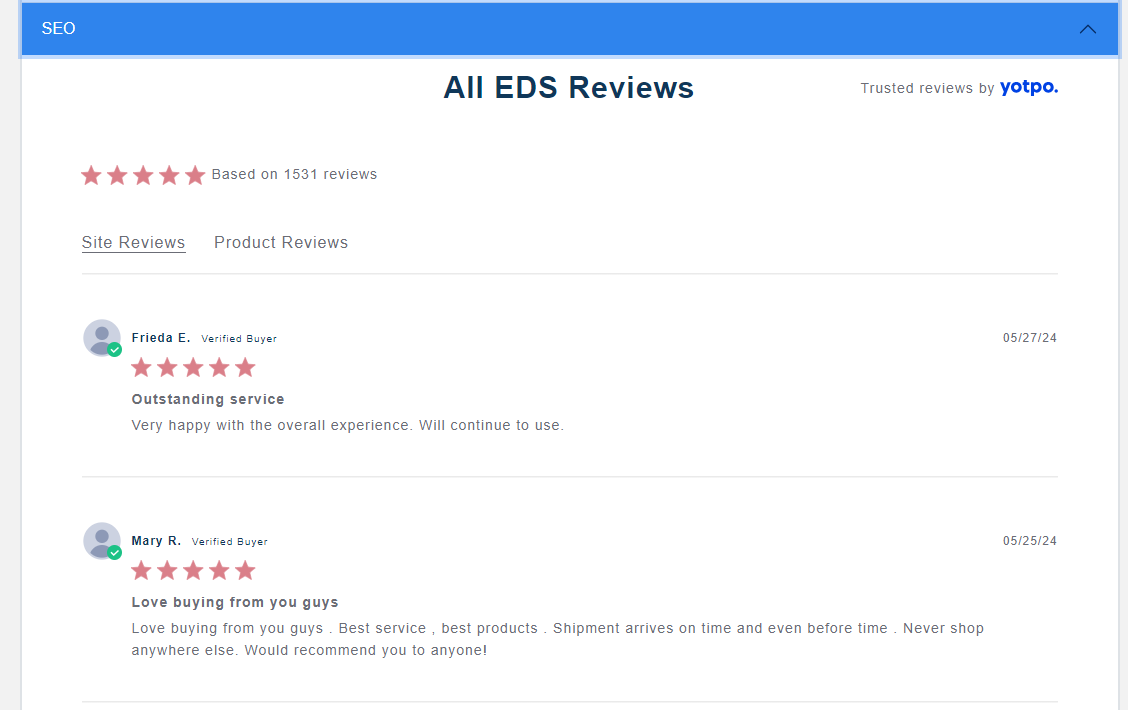 SEO
All EDS Reviews
Trusted reviews by yotpo.
Based on 1531 reviews
Site Reviews Product Reviews
Frieda E. Verified Buyer 05/27/24
Outstanding service
Very happy with the overall experience. Will continue to use.
Mary R. Verified Buyer 05/25/24
Love buying from you guys
Love buying from you guys . Best service , best products . Shipment arrives on time and even before time . Never shop
anywhere else. Would recommend you to anyone!